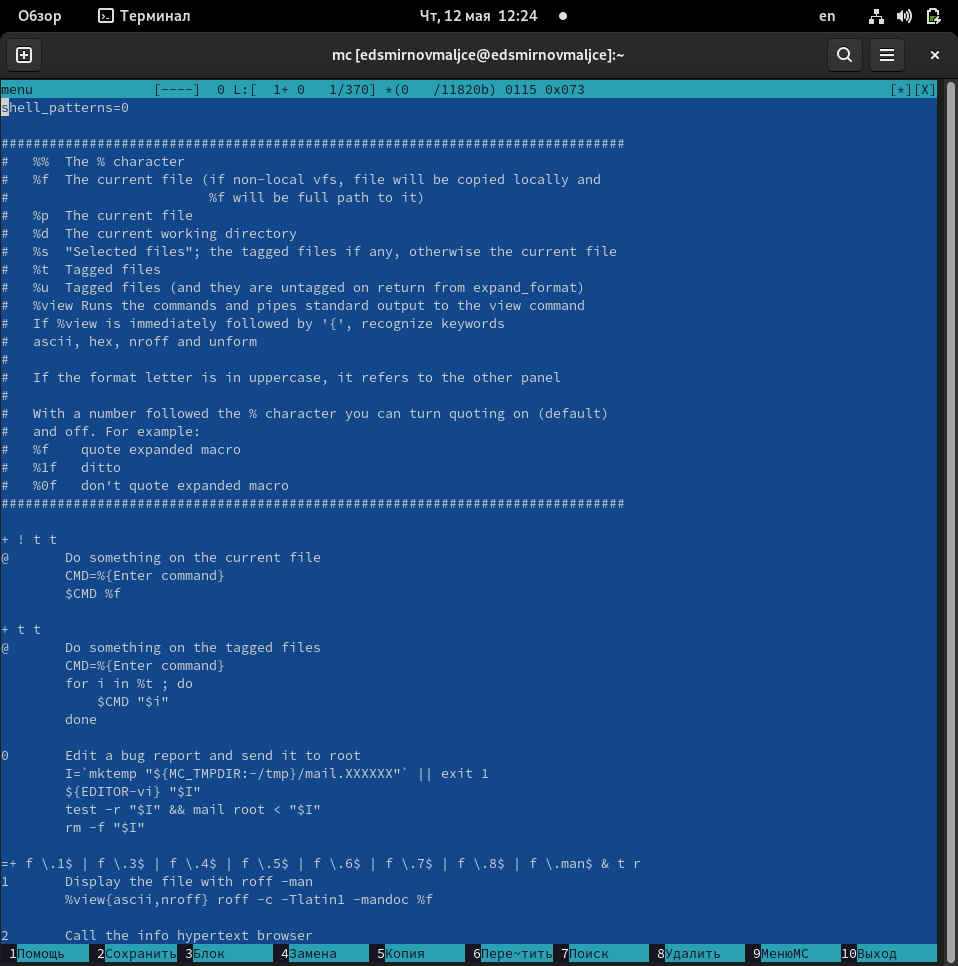 Обзор Терминал Чт, 12 мая 12:24 en
mc [edsmirnovmaljce@edsmirnovmaljce]:~
menu [----] 0 L:[ 1+ 0 1/370] *(0 /11820b) 0115 0x073 [*][X]
shell_patterns=0
##############################################################################
# %% The % character
# %f The current file (if non-local vfs, file will be copied locally and
# %f will be full path to it)
# %p The current file
# %d The current working directory
# %s "Selected files"; the tagged files if any, otherwise the current file
# %t Tagged files
# %u Tagged files (and they are untagged on return from expand_format)
# %view Runs the commands and pipes standard output to the view command
# If %view is immediately followed by '{', recognize keywords
# ascii, hex, nroff and unform
#
# If the format letter is in uppercase, it refers to the other panel
#
# With a number followed the % character you can turn quoting on (default)
# and off. For example:
# %f quote expanded macro
# %1f ditto
# %0f don't quote expanded macro
##############################################################################
+ ! t t
@ Do something on the current file
CMD=%{Enter command}
$CMD %f
+ t t
@ Do something on the tagged files
CMD=%{Enter command}
for i in %t ; do
$CMD "$i"
done
0 Edit a bug report and send it to root
I=`mktemp "${MC_TMPDIR:-/tmp}/mail.XXXXXX"` || exit 1
${EDITOR-vi} "$I"
test -r "$I" && mail root < "$I"
rm -f "$I"
=+ f \.1$ | f \.3$ | f \.4$ | f \.5$ | f \.6$ | f \.7$ | f \.8$ | f \.man$ & t r
1 Display the file with roff -man
%view{ascii,nroff} roff -c -Tlatin1 -mandoc %f
2 Call the info hypertext browser
1Помощь 2Сохранить 3Блок 4Замена 5Копия 6Пере~тить 7Поиск 8Удалить 9МенюMC 10Выход